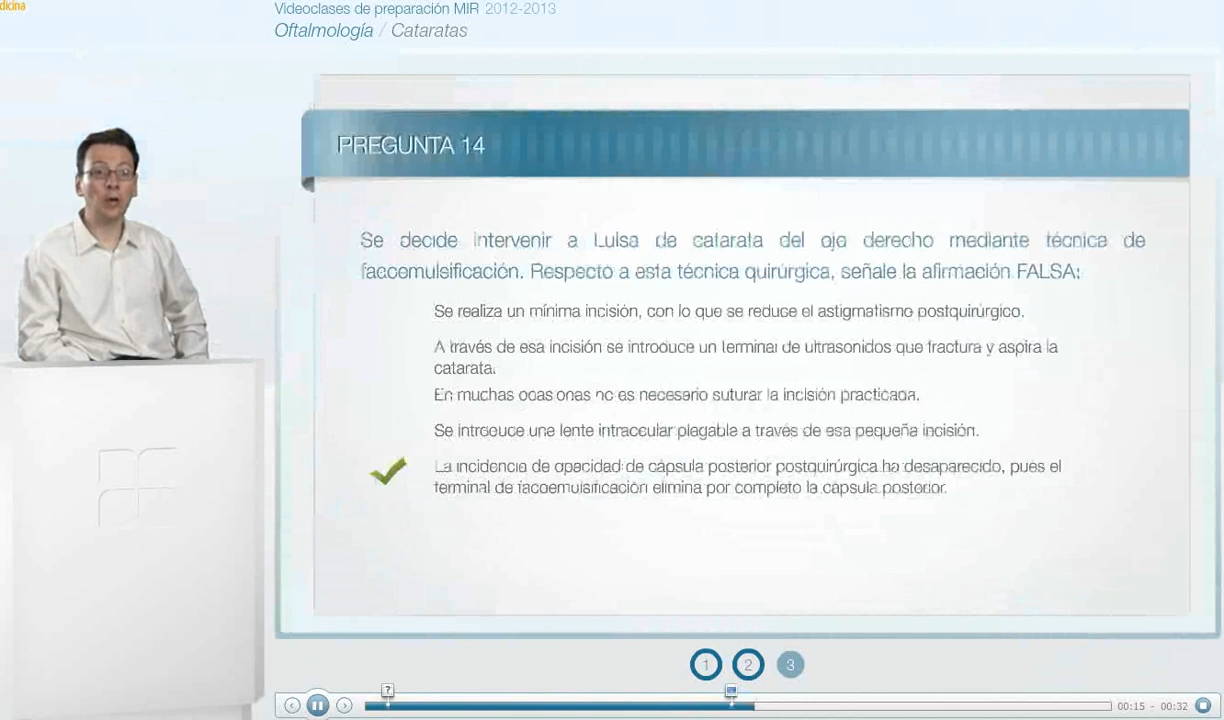 dicina
Videoclases de preparación MIR 2012-2013
Oftalmología / Cataratas
PREGUNTA 14
Se decide intervenir a Luisa de catarata del ojo derecho mediante técnica de
facoemulsificación. Respecto a esta técnica quirúrgica, señale la afirmación FALSA:
Se realiza un mínima incisión, con lo que se reduce el astigmatismo postquirúrgico.
A través de esa incisión se introduce un terminal de ultrasonidos que fractura y aspira la
catarata.
En muchas ocasiones no es necesario suturar la incisión practicada.
Se introduce una lente intraocular plegable a través de esa pequeña incisión.
La incidencia de opacidad de cápsula posterior postquirúrgica ha desaparecido, pues el
terminal de facoemulsificación elimina por completo la cápsula posterior.
1 2 3
?
00:15 - 00:32